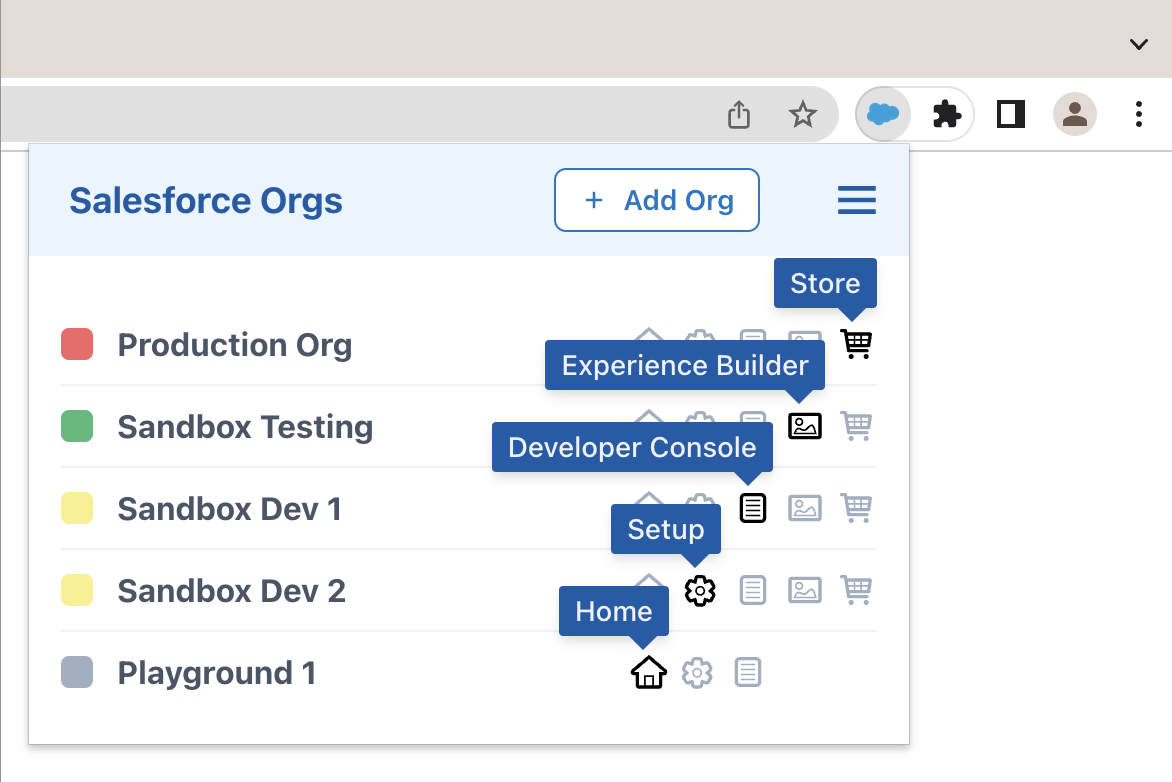 Salesforce Orgs
+ Add Org
Store
Production Org
Experience Builder
Sandbox Testing
Developer Console
Sandbox Dev 1
Setup
Sandbox Dev 2
Home
Playground 1